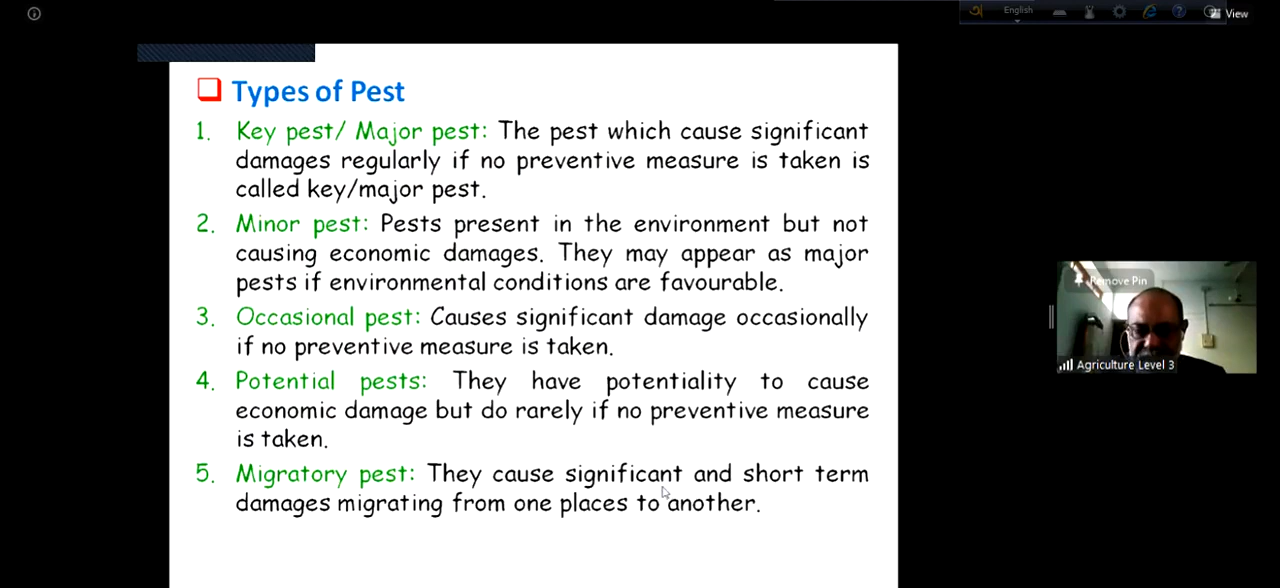 English
View
Types of Pest
1. Key pest/ Major pest: The pest which cause significant
damages regularly if no preventive measure is taken is
called key/major pest.
2. Minor pest: Pests present in the environment but not
causing economic damages. They may appear as major
pests if environmental conditions are favourable.
3. Occasional pest: Causes significant damage occasionally
if no preventive measure is taken.
4. Potential pests: They have potentiality to cause
economic damage but do rarely if no preventive measure
is taken.
5. Migratory pest: They cause significant and short term
damages migrating from one places to another.
Remove Pin
Agriculture Level 3